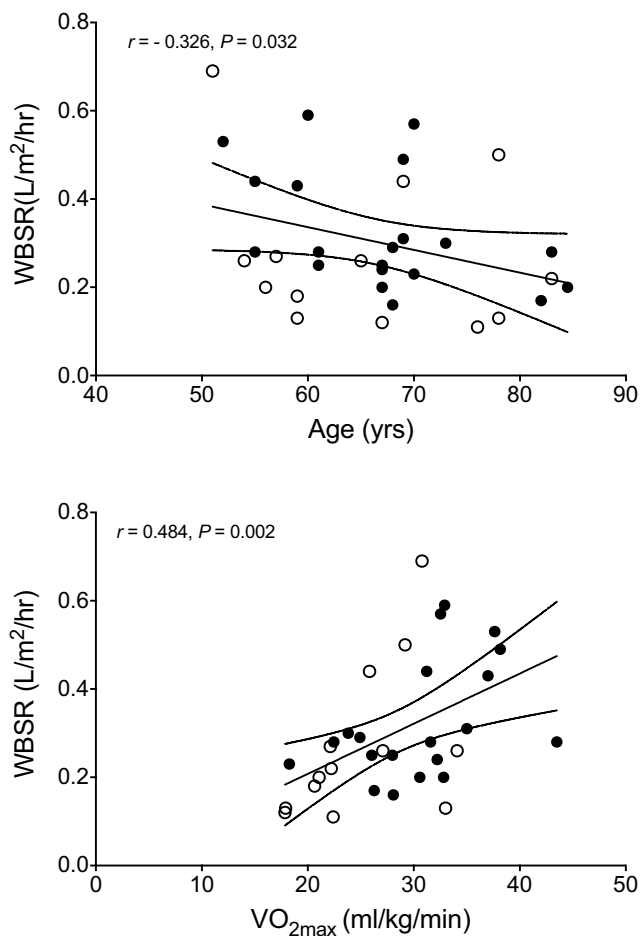 r = - 0.326, P = 0.032
WBSR(L/m²/hr)
0.8
0.6
0.4
0.2
0.0
40 50 60 70 80 90
Age (yrs)
r = 0.484, P = 0.002
WBSR (L/m²/hr)
0.8
0.6
0.4
0.2
0.0
0 10 20 30 40 50
VO₂max (ml/kg/min)